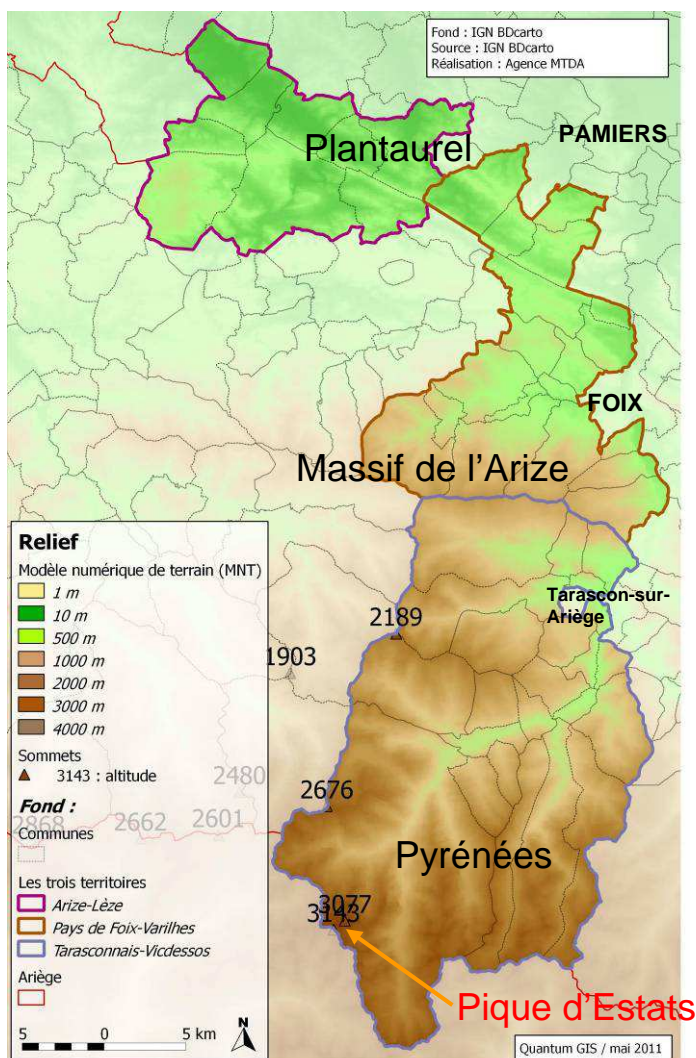 Fond : IGN BDcarto
Source : IGN BDcarto
Réalisation : Agence MTDA
PAMIERS
Plantaurel
FOIX
Massif de l'Arize
Relief
Modèle numérique de terrain (MNT)
1 m
10 m
500 m
1000 m
2000 m
3000 m
4000 m
Sommets
3143 : altitude
Fond :
Communes
Les trois territoires
Arize-Lèze
Pays de Foix-Varilhes
Tarasconnais-Vicdessos
Ariège
5 0 5 km
N
Tarascon-sur-
Ariège
2189
1903
2480
2676
2868 2662 2601
Pyrénées
3077
3143
Pique d'Estats
Quantum GIS / mai 2011